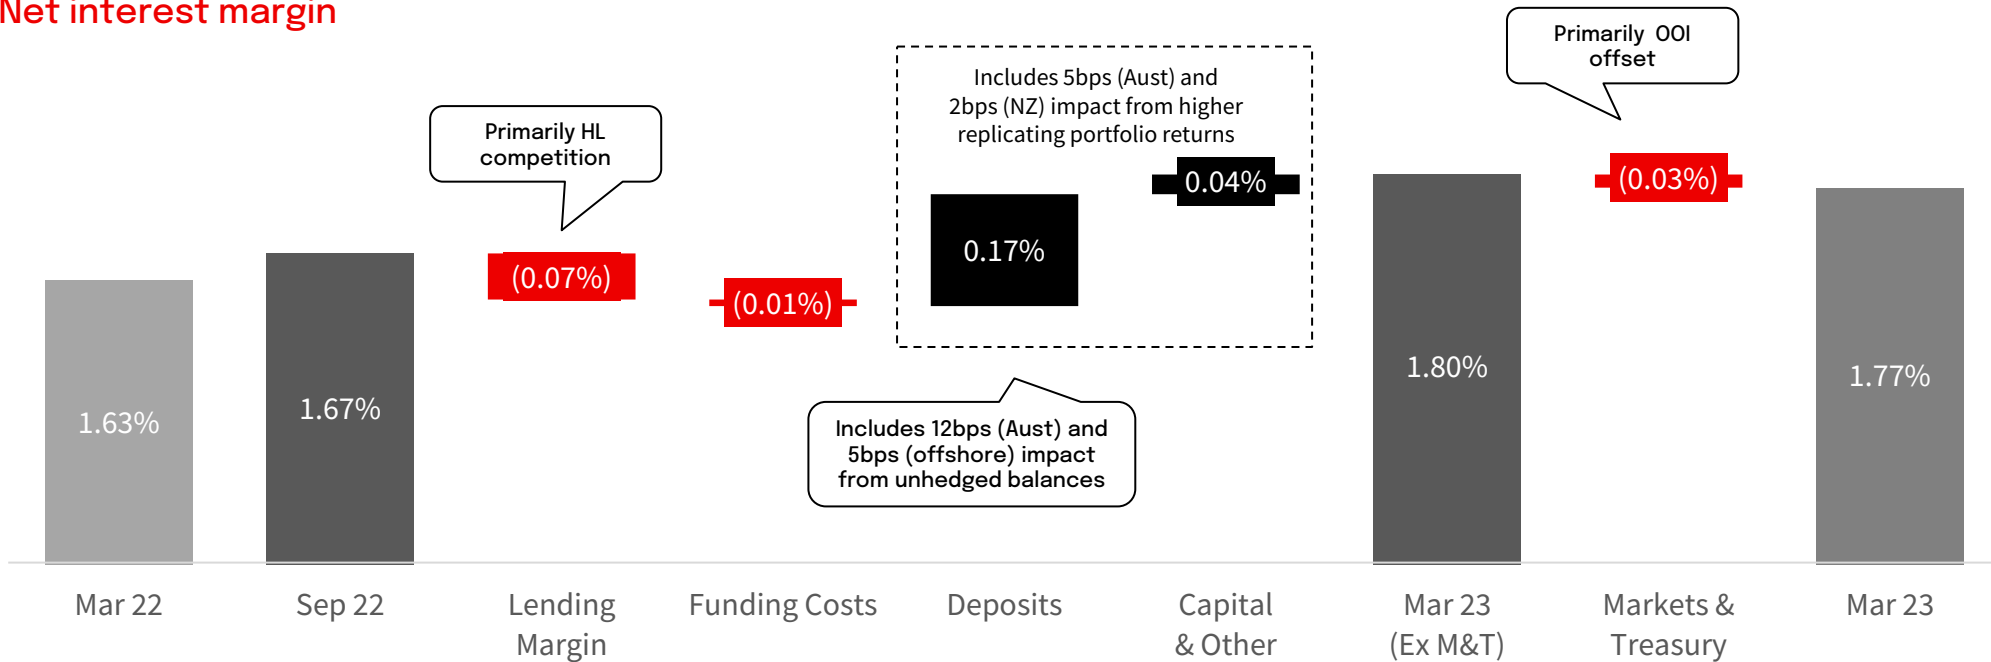 Net interest margin
Primarily OOI
offset
Includes 5bps (Aust) and
2bps (NZ) impact from higher
replicating portfolio returns
Primarily HL
competition
1.63%
1.67%
(0.07%)
(0.01%)
0.17%
0.04%
1.80%
(0.03%)
1.77%
Includes 12bps (Aust) and
5bps (offshore) impact
from unhedged balances
Mar 22
Sep 22
Lending
Margin
Funding Costs
Deposits
Capital
& Other
Mar 23
(Ex M&T)
Markets &
Treasury
Mar 23